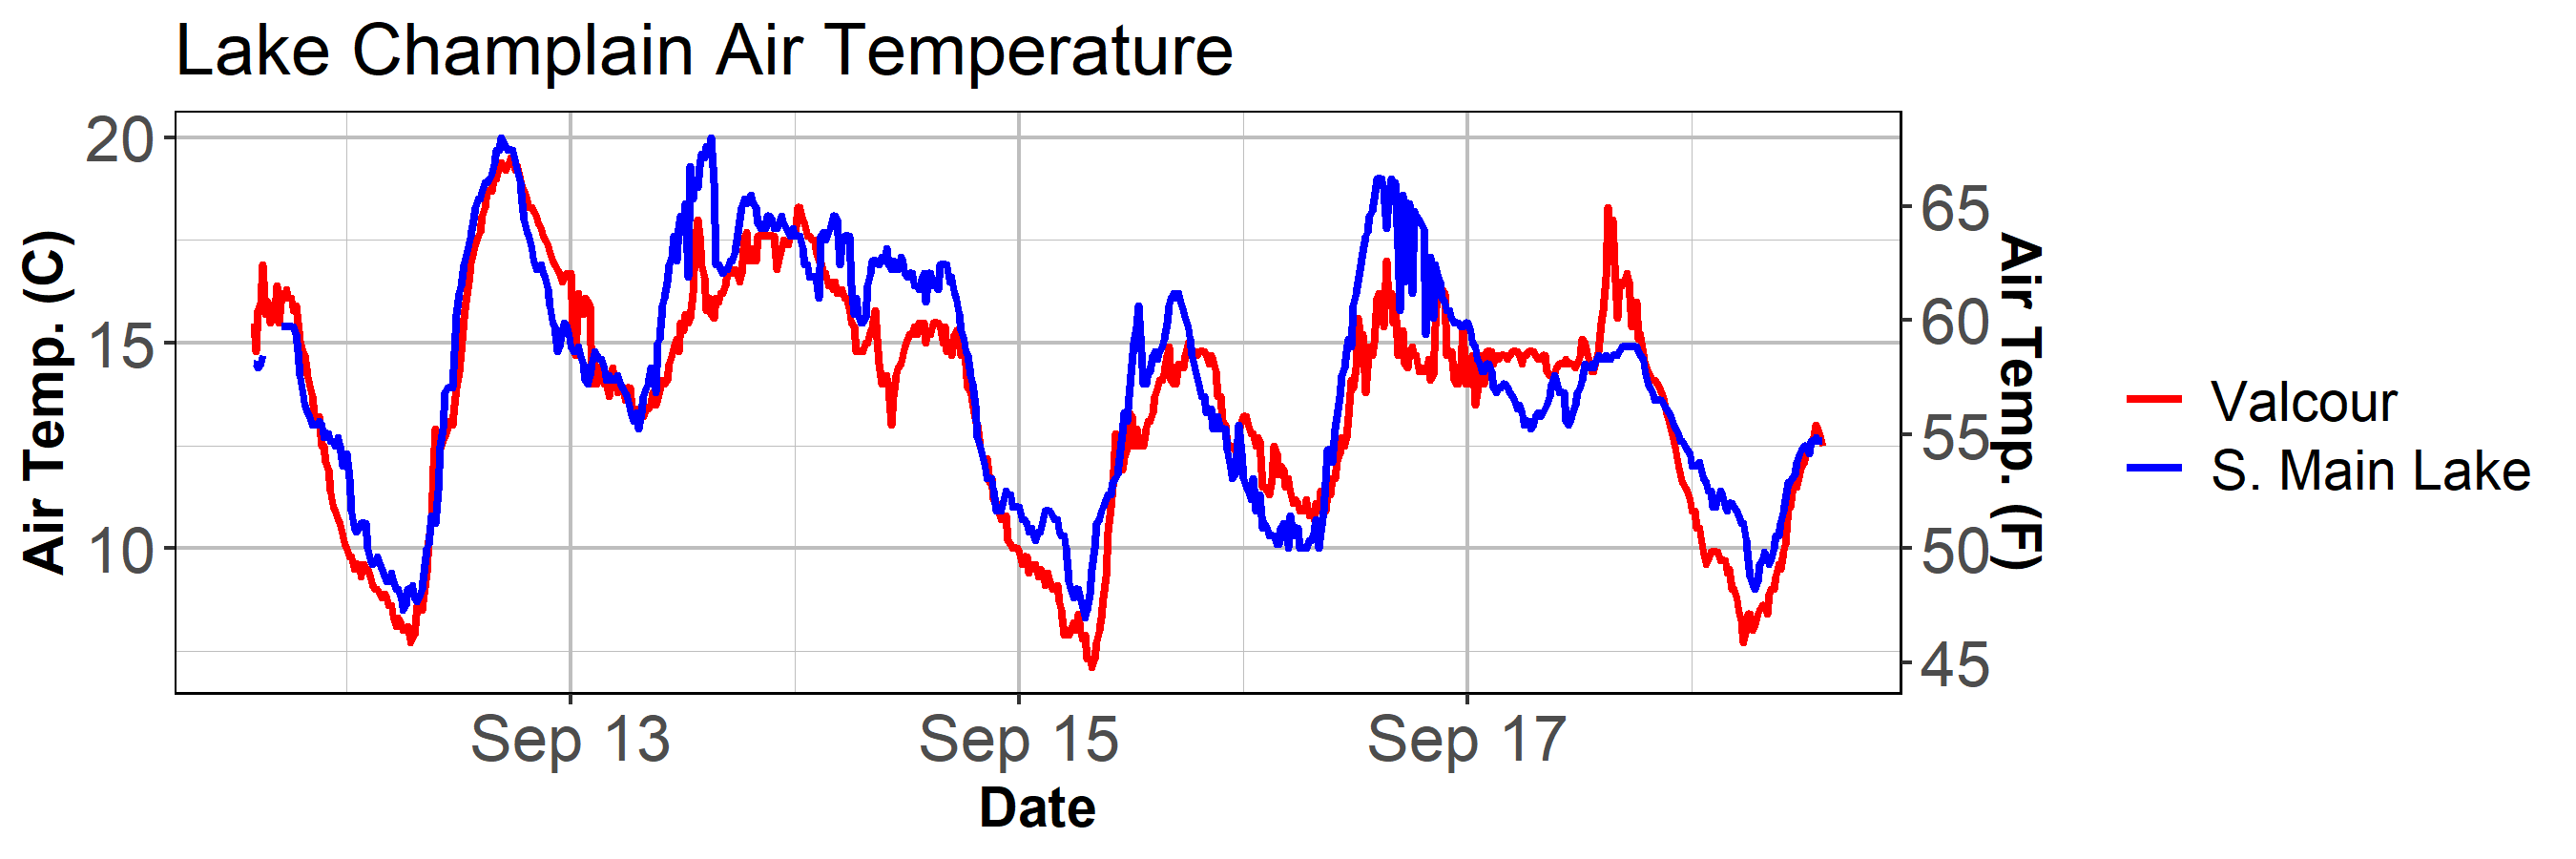 Lake Champlain Air Temperature
Air Temp. (C)
20
15
10
65
60
55
50
45
Air Temp. (F)
Sep 13
Sep 15
Sep 17
Date
Valcour
S. Main Lake